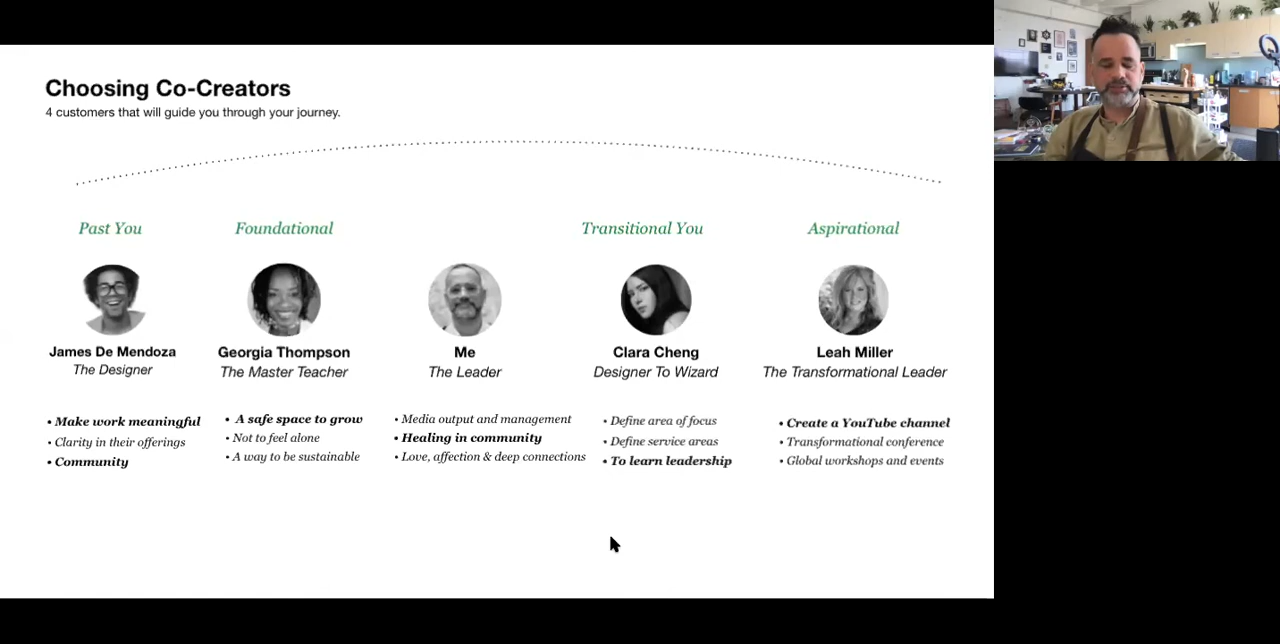 Choosing Co-Creators
4 customers that will guide you through your journey.
Past You
Foundational
Transitional You
Aspirational
James De Mendoza
The Designer
Georgia Thompson
The Master Teacher
Me
The Leader
Clara Cheng
Designer To Wizard
Leah Miller
The Transformational Leader
• Make work meaningful
• Clarity in their offerings
• Community
• A safe space to grow
• Not to feel alone
• A way to be sustainable
• Media output and management
• Healing in community
• Love, affection & deep connections
• Define area of focus
• Define service areas
• To learn leadership
• Create a YouTube channel
• Transformational conference
• Global workshops and events